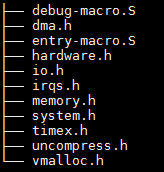 ├── debug-macro.S
├── dma.h
├── entry-macro.S
├── hardware.h
├── io.h
├── irqs.h
├── memory.h
├── system.h
├── timex.h
├── uncompress.h
└── vmalloc.h